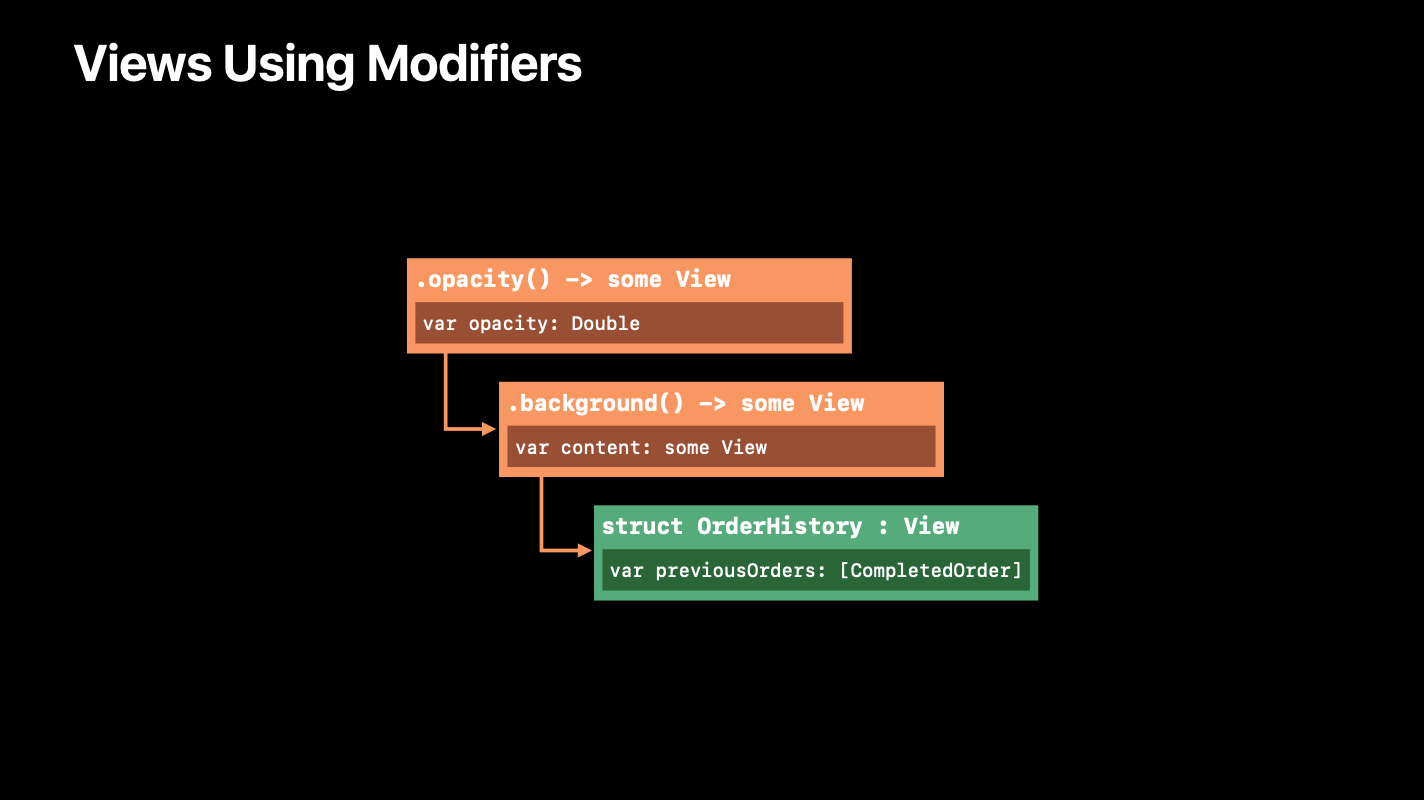 Views Using Modifiers
.opacity() -> some View
var opacity: Double
.background() -> some View
var content: some View
struct OrderHistory : View
var previousOrders: [CompletedOrder]